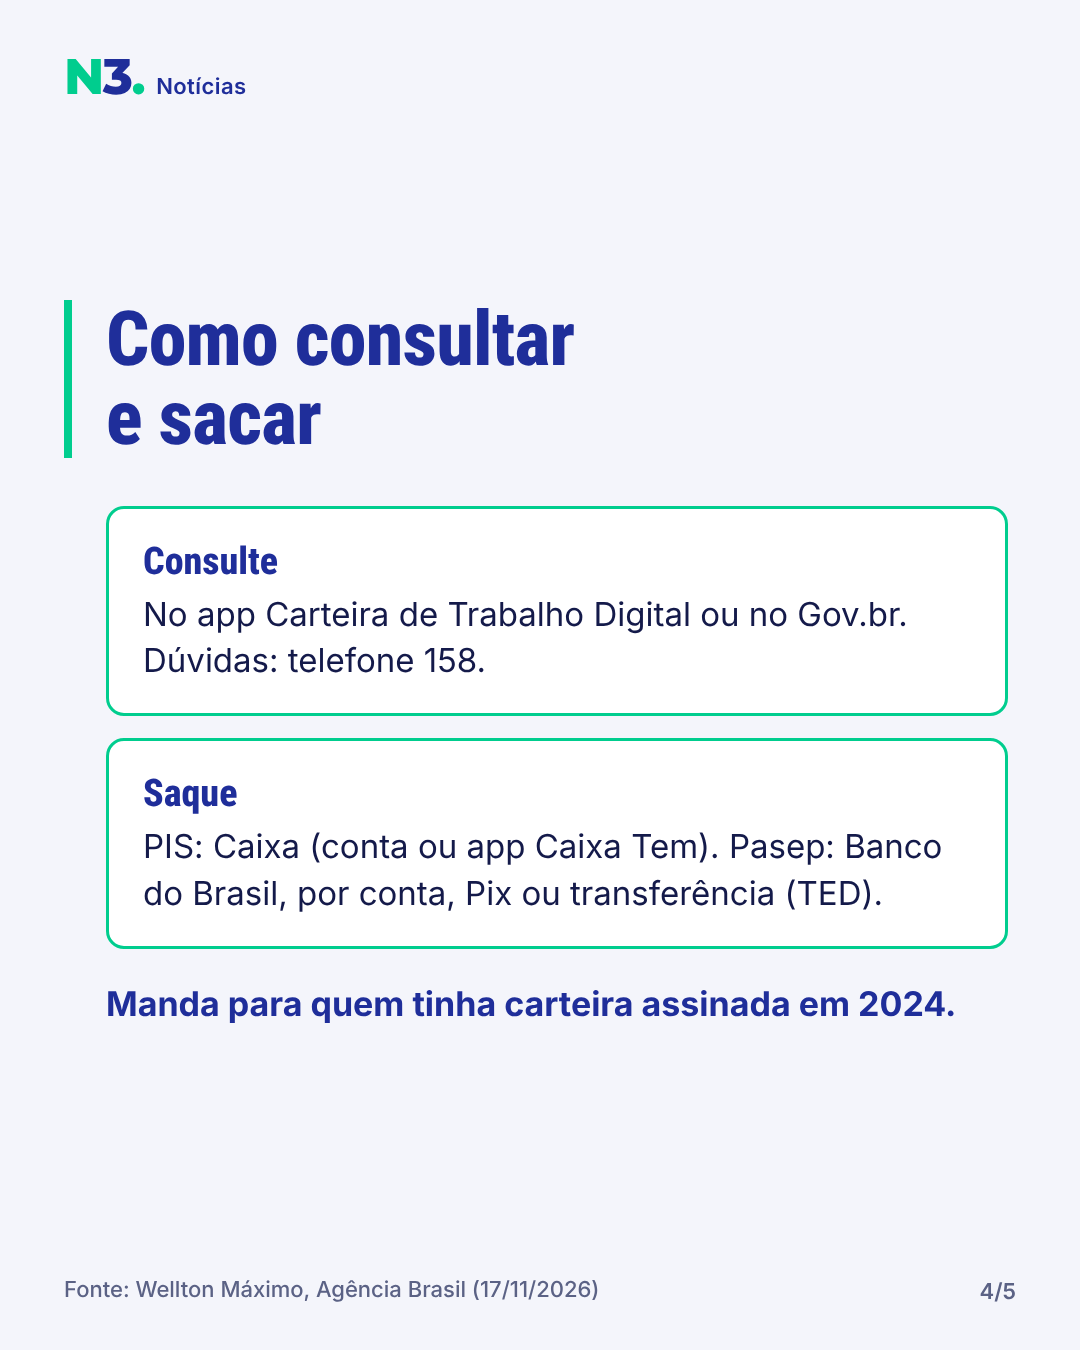 N3. Notícias
Como consultar
e sacar
Consulte
No app Carteira de Trabalho Digital ou no Gov.br.
Dúvidas: telefone 158.
Saque
PIS: Caixa (conta ou app Caixa Tem). Pasep: Banco
do Brasil, por conta, Pix ou transferência (TED).
Manda para quem tinha carteira assinada em 2024.
Fonte: Wellton Máximo, Agência Brasil (17/11/2026)
4/5